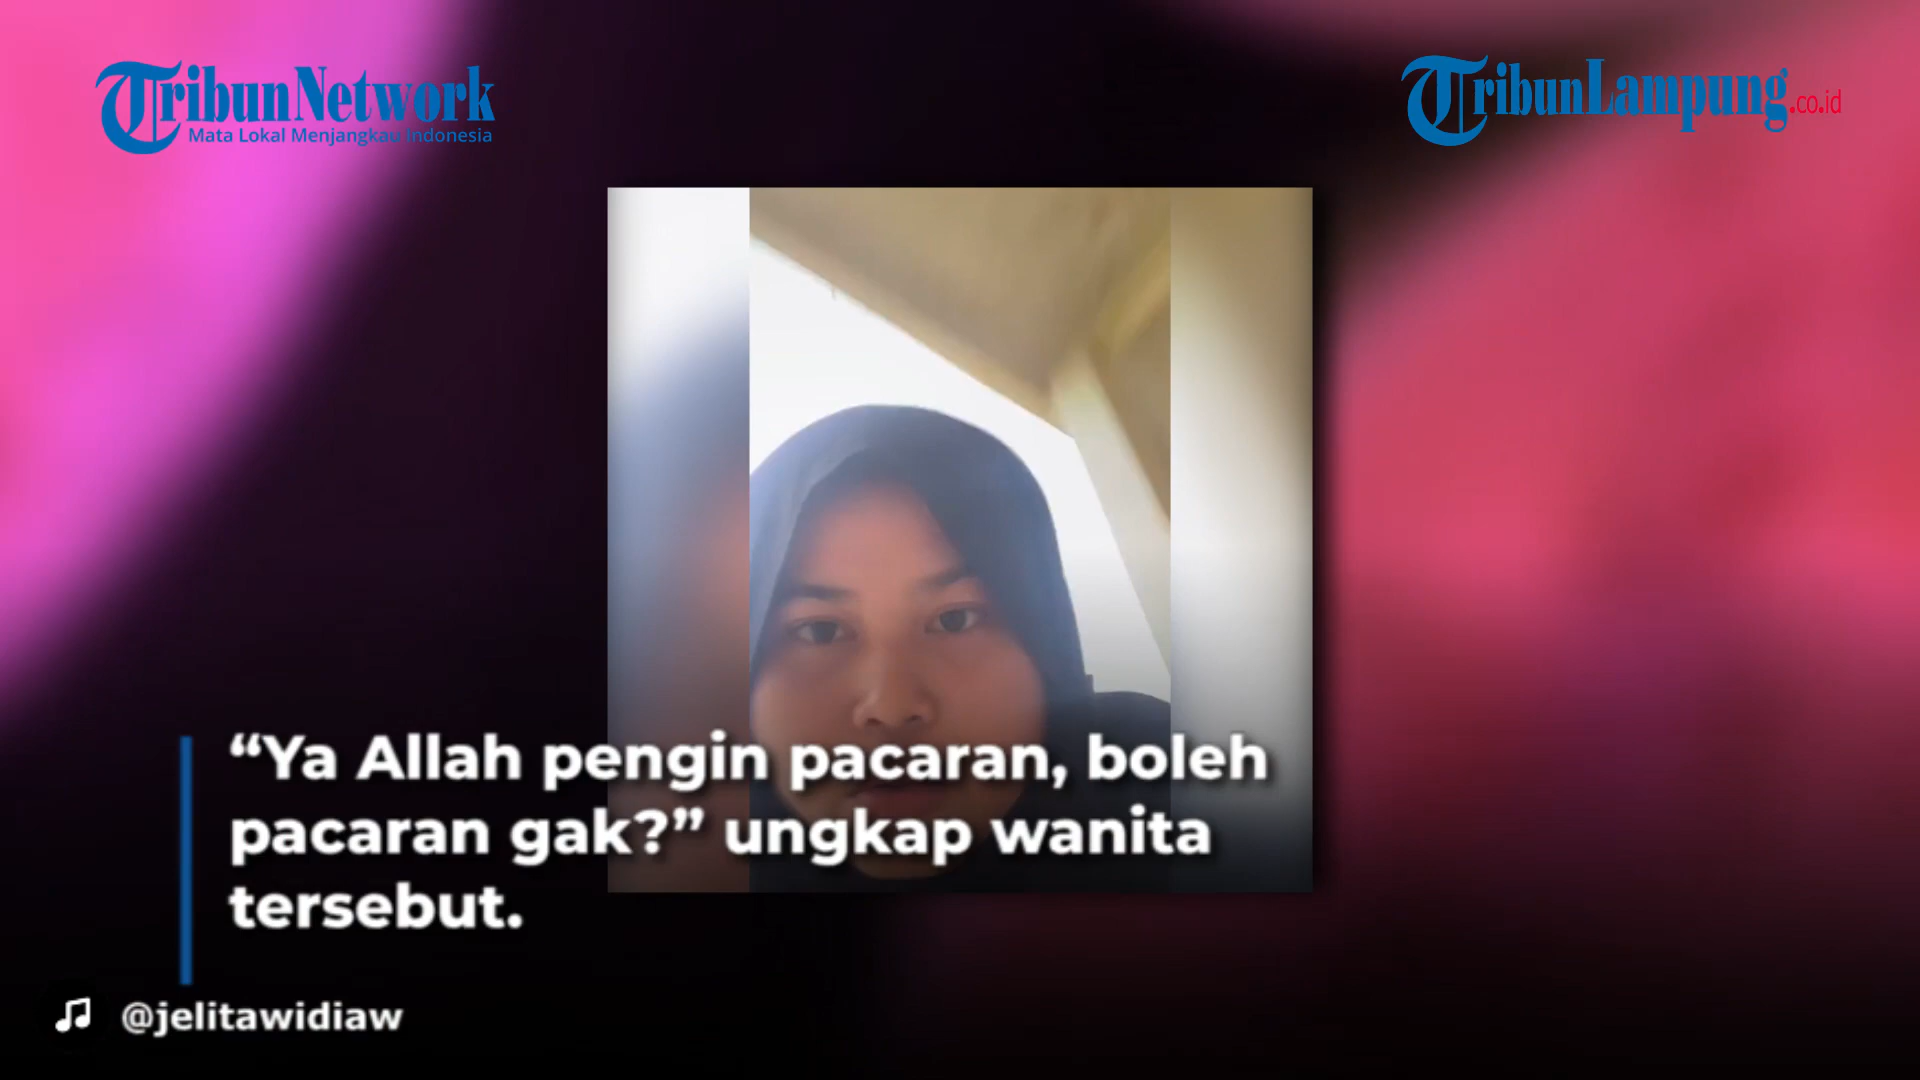 TribunNetwork
Mata Lokal Menjangkau Indonesia
TribunLampung.co.id
“Ya Allah pengin pacaran, boleh
pacaran gak?” ungkap wanita
tersebut.
@jelitawidiaw